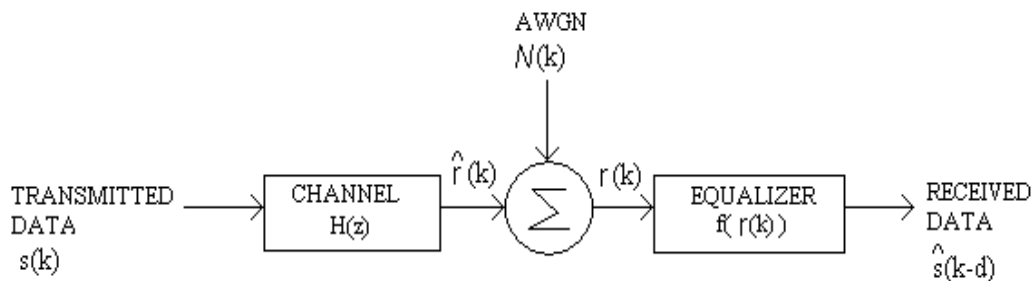 AWGN
N(k)
TRANSMITTED
DATA
s(k)
CHANNEL
H(z)
r̂(k)
Σ
r(k)
EQUALIZER
f( r(k) )
RECEIVED
DATA
ŝ(k-d)